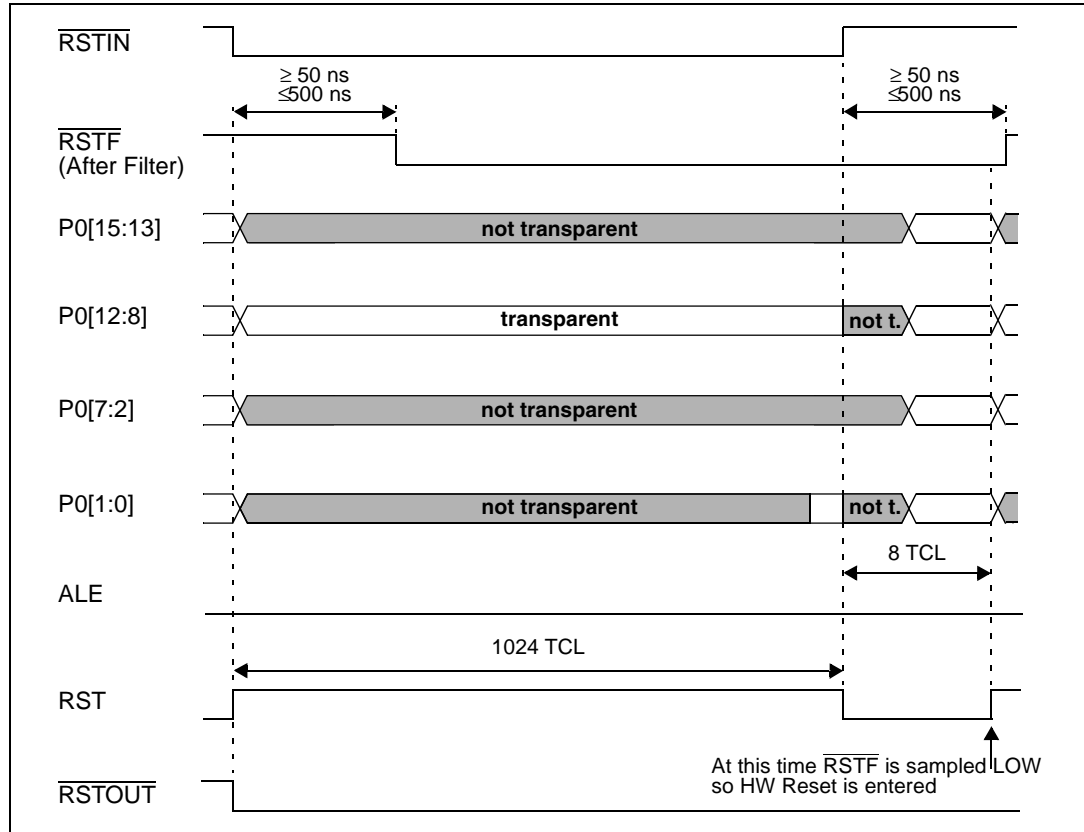 RSTIN
≥ 50 ns
≤500 ns
≥ 50 ns
≤500 ns
RSTF
(After Filter)
P0[15:13]
not transparent
P0[12:8]
transparent
not t.
P0[7:2]
not transparent
P0[1:0]
not transparent
not t.
8 TCL
ALE
1024 TCL
RST
At this time RSTF is sampled LOW
so HW Reset is entered
RSTOUT